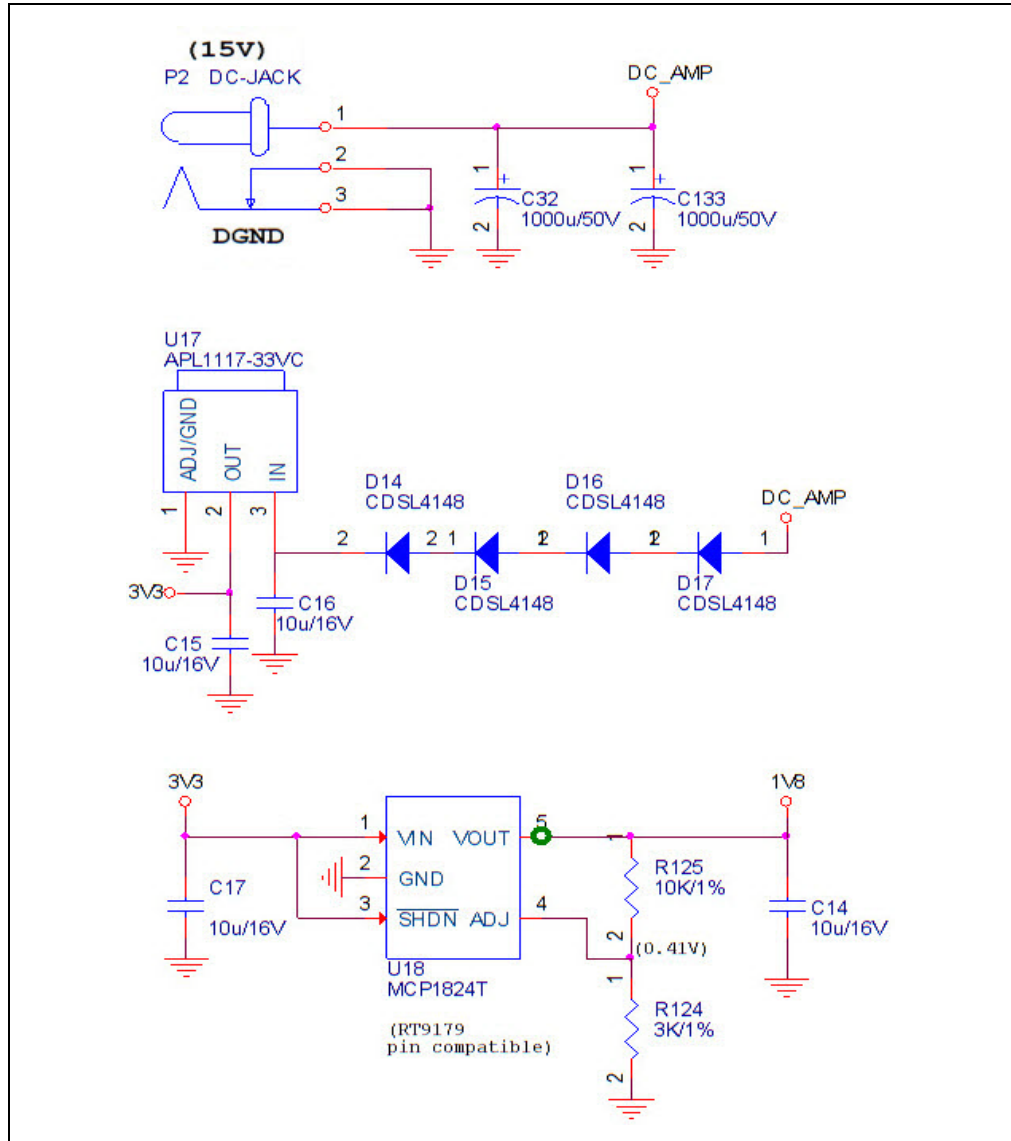 (15V)
P2 DC-JACK
DC_AMP
1
2
3
DGND
1
C32
1000u/50V
2
1
C133
1000u/50V
2
U17
APL1117-33VC
ADJ/GND
OUT
IN
1
2
3
3V3
C15
10u/16V
C16
10u/16V
D14
CDSL4148
D16
CDSL4148
DC_AMP
2
2
1
1
2
1
2
1
D15
CDSL4148
D17
CDSL4148
3V3
1V8
1
VIN
VOUT
5
2
GND
3
SHDN
ADJ
4
C17
10u/16V
U18
MCP1824T
(RT9179
pin compatible)
1
R125
10K/1%
2
(0.41V)
1
R124
3K/1%
2
C14
10u/16V